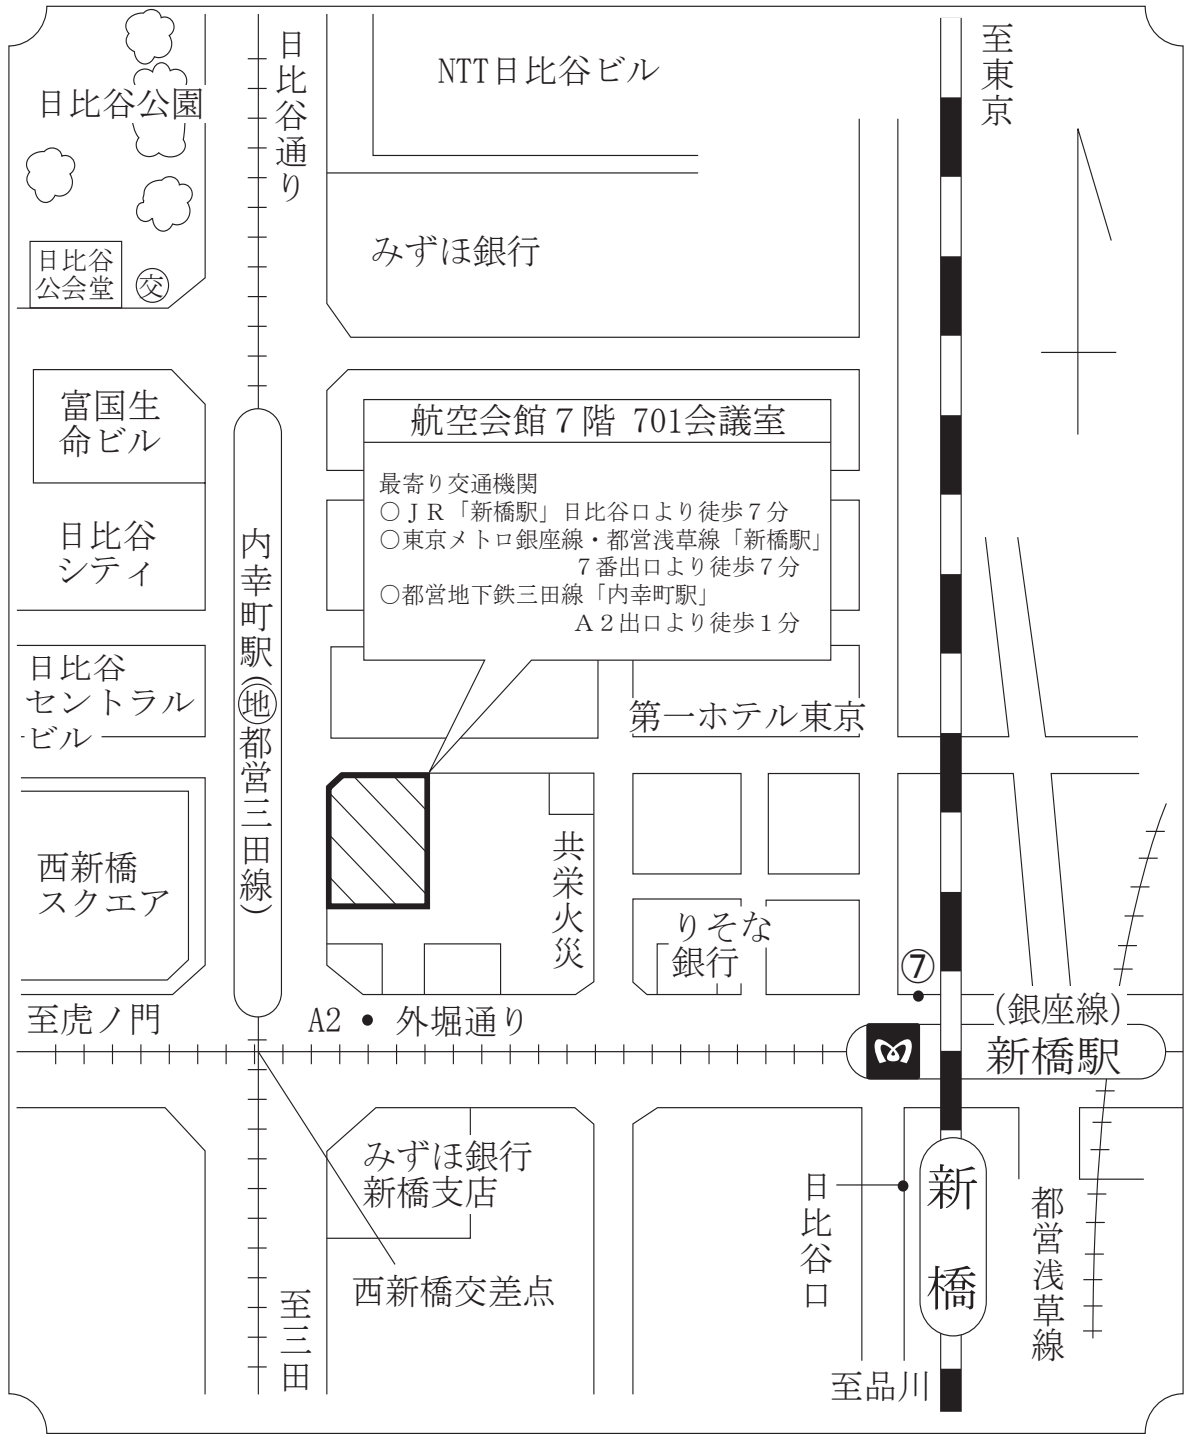 日比谷公園
日比谷通り
NTT日比谷ビル
至東京
みずほ銀行
日比谷
公会堂
交
富国生
命ビル
航空会館７階 701会議室
最寄り交通機関
○ＪＲ「新橋駅」日比谷口より徒歩７分
○東京メトロ銀座線・都営浅草線「新橋駅」
７番出口より徒歩７分
○都営地下鉄三田線「内幸町駅」
Ａ２出口より徒歩１分
日比谷
シティ
内幸町駅(地都営三田線)
日比谷
セントラル
ビル
第一ホテル東京
西新橋
スクエア
共栄火災
りそな
銀行
⑦
至虎ノ門
A2 • 外堀通り
(銀座線)
新橋駅
みずほ銀行
新橋支店
西新橋交差点
至三田
日比谷口
新橋
都営浅草線
至品川